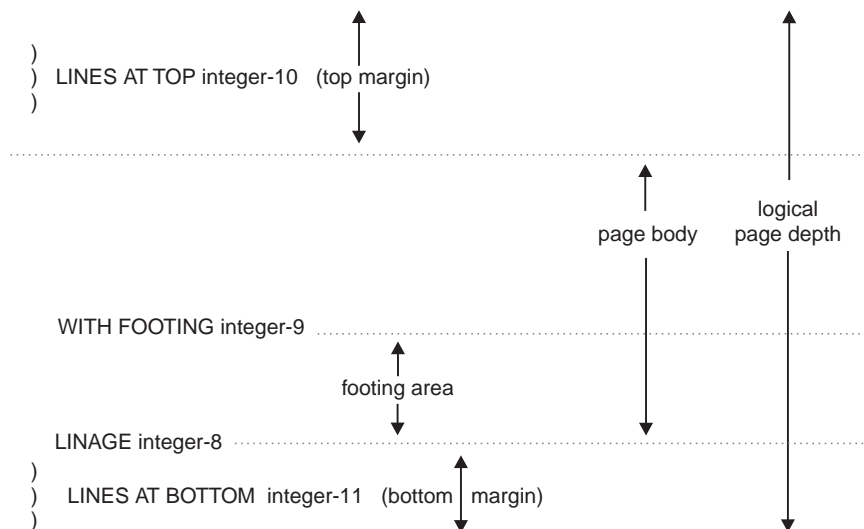 )
) LINES AT TOP integer-10 (top margin)
)
logical
page body
page depth
WITH FOOTING integer-9
footing area
LINAGE integer-8
)
) LINES AT BOTTOM integer-11 (bottom margin)
)